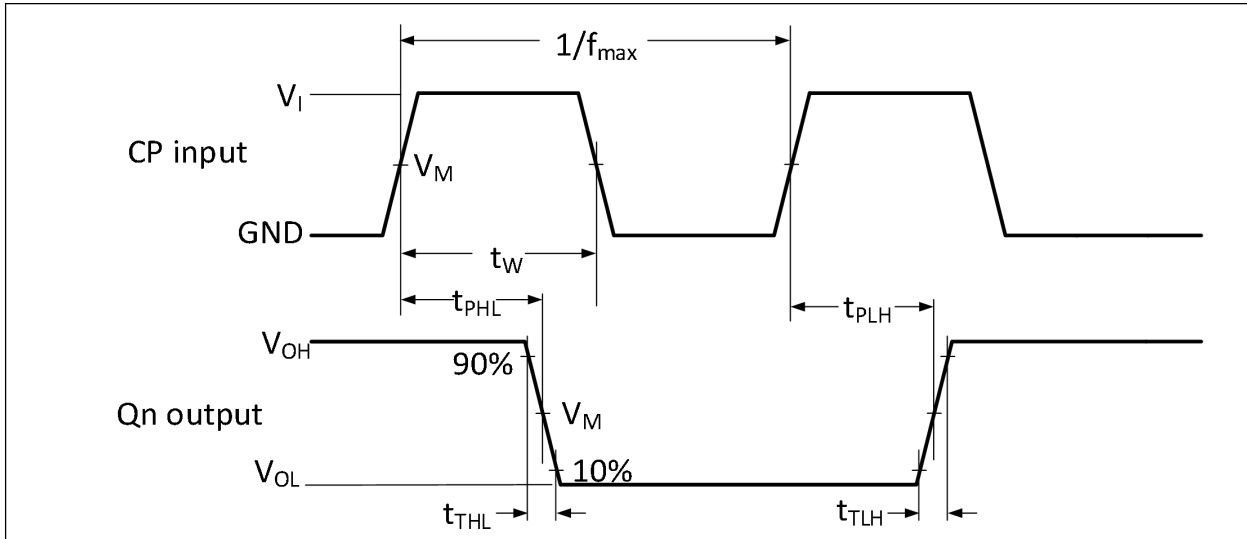 1/fmax
VI
CP input
VM
GND
tW
tPHL
tPLH
VOH
90%
Qn output
VM
VOL
10%
tTHL
tTLH